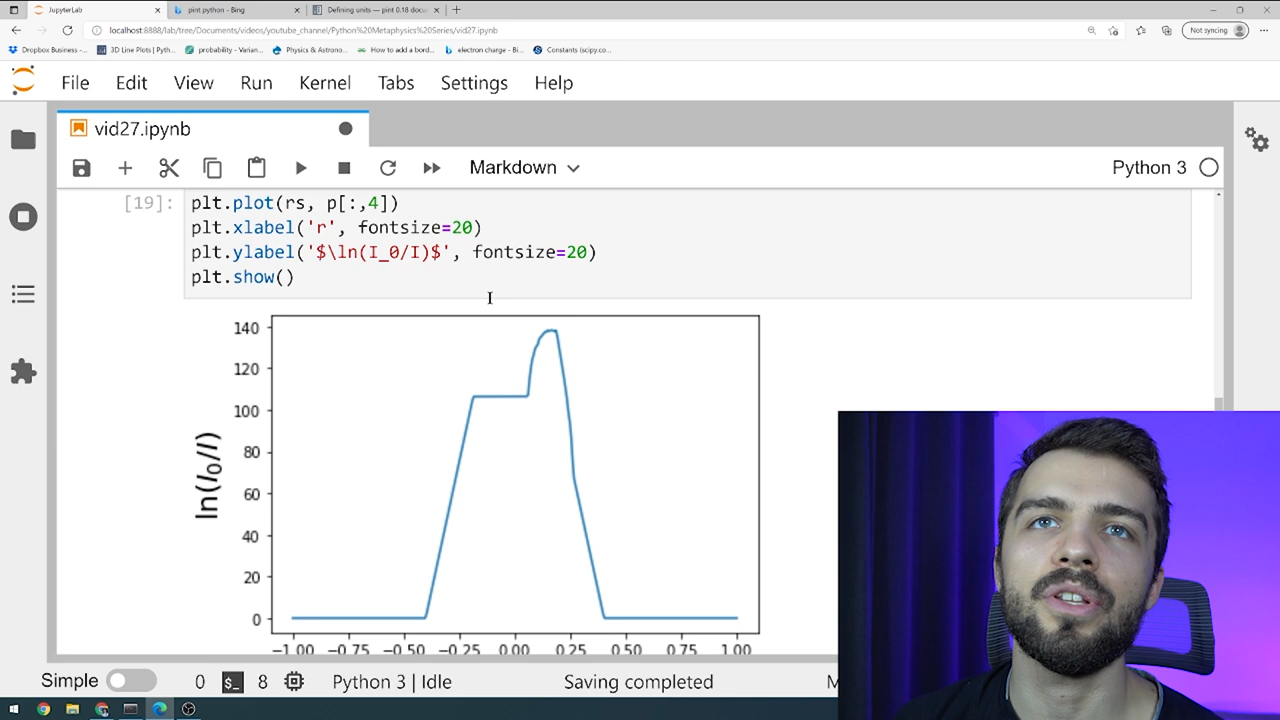 JupyterLab
pint python - Bing
Defining units — pint 0.18 docu
localhost:8888/lab/tree/Documents/videos/youtube_channel/Python%20Metaphysics%20Series/vid27.ipynb
Not syncing
Dropbox Business -...
3D Line Plots | Pyth...
probability - Varian...
Physics & Astrono...
How to add a bord...
electron charge - Bi...
Constants (scipy.co...
File Edit View Run Kernel Tabs Settings Help
vid27.ipynb
Markdown
Python 3
[19]:
plt.plot(rs, p[:,4])
plt.xlabel('r', fontsize=20)
plt.ylabel('$\ln(I_0/I)$', fontsize=20)
plt.show()
140
120
100
80
60
40
20
0
ln(I0/I)
−1.00 −0.75 −0.50 −0.25 0.00 0.25 0.50 0.75 1.00
Simple 0 $_ 8 Python 3 | Idle Saving completed M